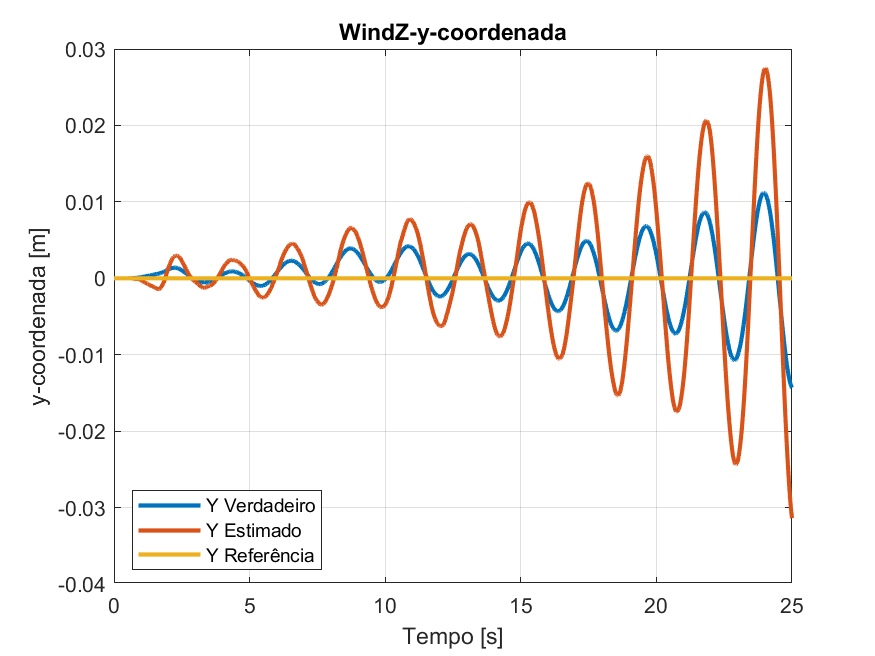 WindZ-y-coordenada
0.03
0.02
0.01
0
-0.01
-0.02
-0.03
-0.04
y-coordenada [m]
Y Verdadeiro
Y Estimado
Y Referência
0 5 10 15 20 25
Tempo [s]